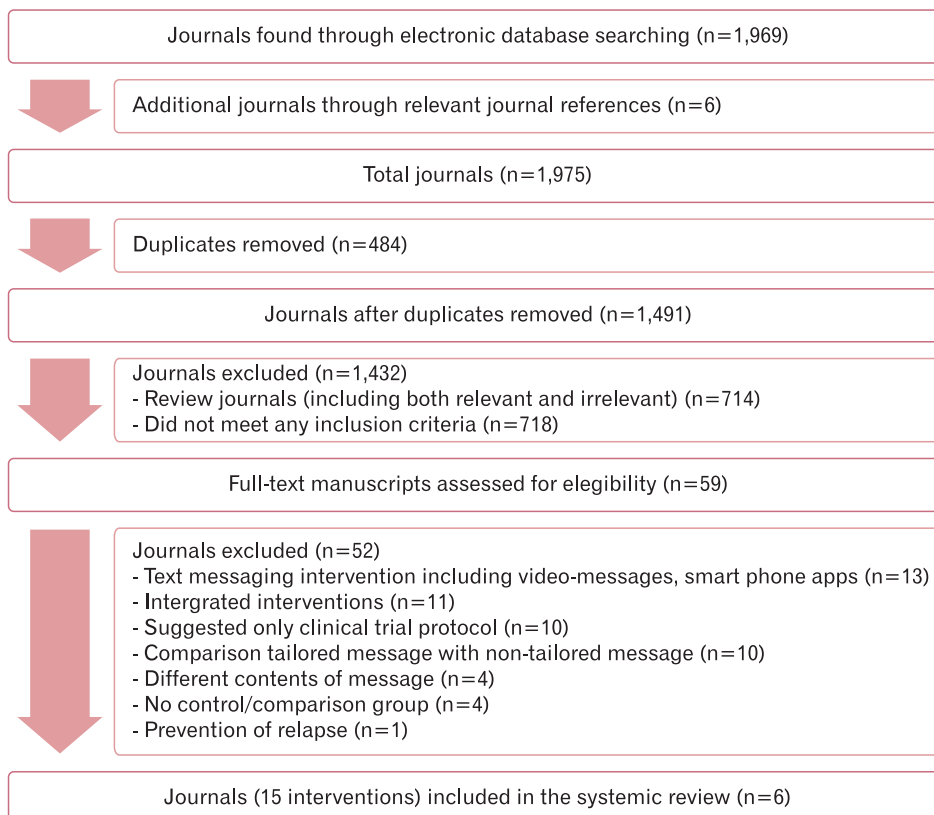 Journals found through electronic database searching (n=1,969)
Additional journals through relevant journal references (n=6)
Total journals (n=1,975)
Duplicates removed (n=484)
Journals after duplicates removed (n=1,491)
Journals excluded (n=1,432)
- Review journals (including both relevant and irrelevant) (n=714)
- Did not meet any inclusion criteria (n=718)
Full-text manuscripts assessed for elegibility (n=59)
Journals excluded (n=52)
- Text messaging intervention including video-messages, smart phone apps (n=13)
- Intergrated interventions (n=11)
- Suggested only clinical trial protocol (n=10)
- Comparison tailored message with non-tailored message (n=10)
- Different contents of message (n=4)
- No control/comparison group (n=4)
- Prevention of relapse (n=1)
Journals (15 interventions) included in the systemic review (n=6)